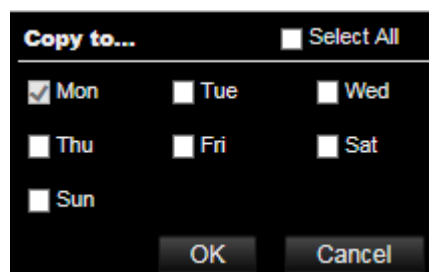 Copy to... Select All
Mon Tue Wed
Thu Fri Sat
Sun
OK Cancel